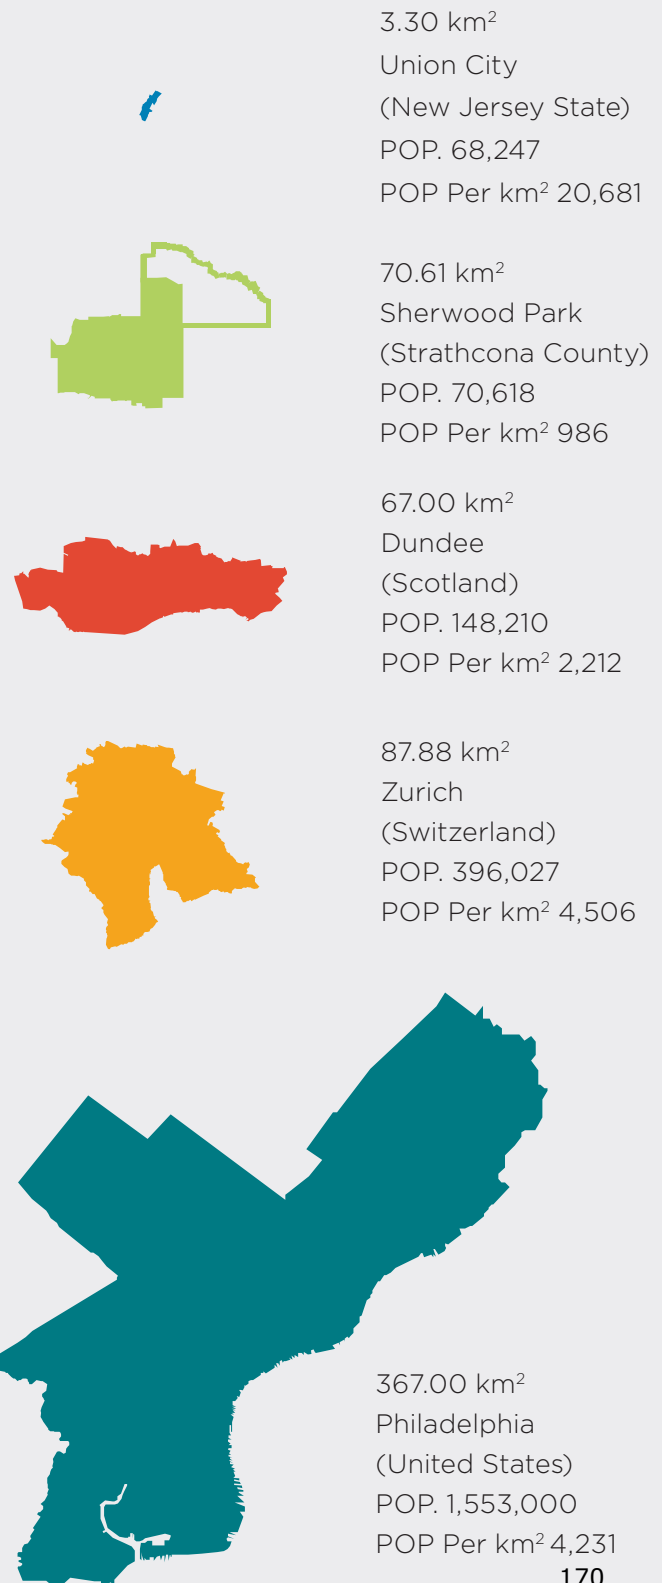 3.30 km²
Union City
(New Jersey State)
POP. 68,247
POP Per km² 20,681
70.61 km²
Sherwood Park
(Strathcona County)
POP. 70,618
POP Per km² 986
67.00 km²
Dundee
(Scotland)
POP. 148,210
POP Per km² 2,212
87.88 km²
Zurich
(Switzerland)
POP. 396,027
POP Per km² 4,506
367.00 km²
Philadelphia
(United States)
POP. 1,553,000
POP Per km² 4,231
170